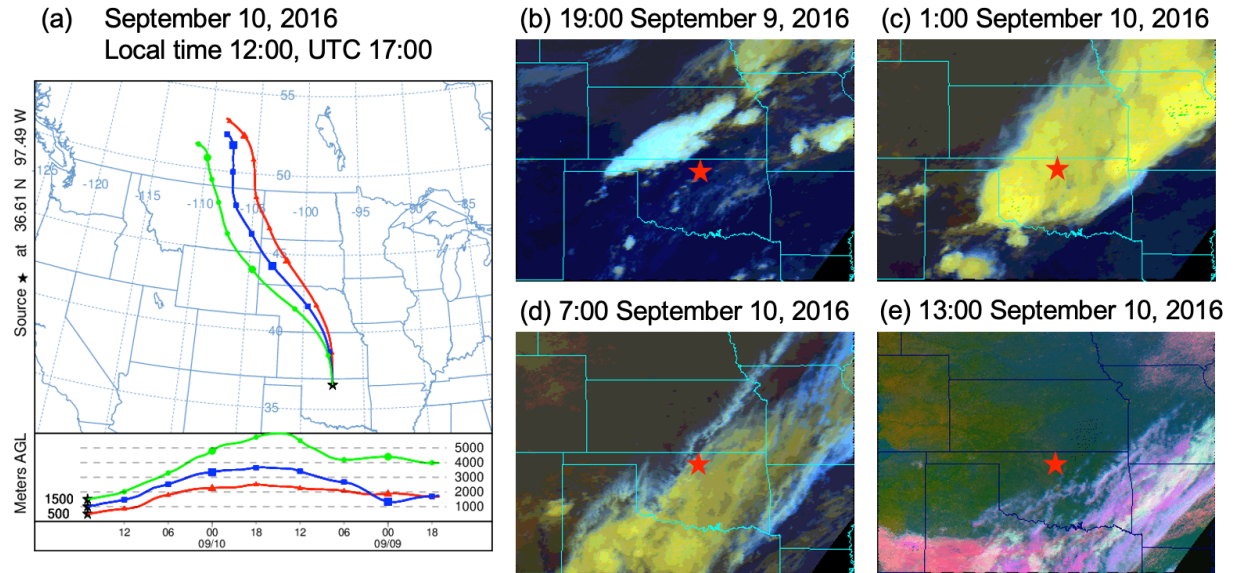 (a) September 10, 2016
Local time 12:00, UTC 17:00
Source ★ at 36.61 N 97.49 W
55
-125
-120
-115
-110
-105
-100
-95
-90
-85
50
45
40
35
Meters AGL
1500
500
5000
4000
3000
2000
1000
12 06 00 18 12 06 00 18
09/10 09/09
(b) 19:00 September 9, 2016
(c) 1:00 September 10, 2016
(d) 7:00 September 10, 2016
(e) 13:00 September 10, 2016